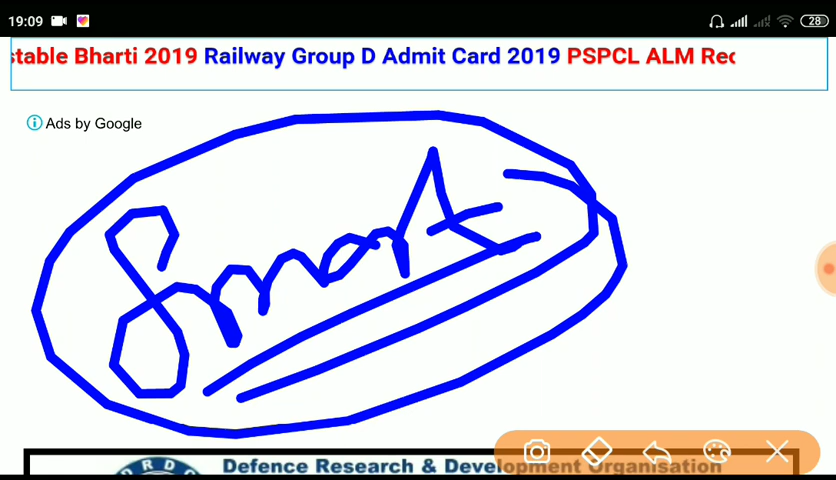 19:09 28
stable Bharti 2019 Railway Group D Admit Card 2019 PSPCL ALM Rec
Ads by Google
Smart
DRDO
Defence Research & Development Organisation